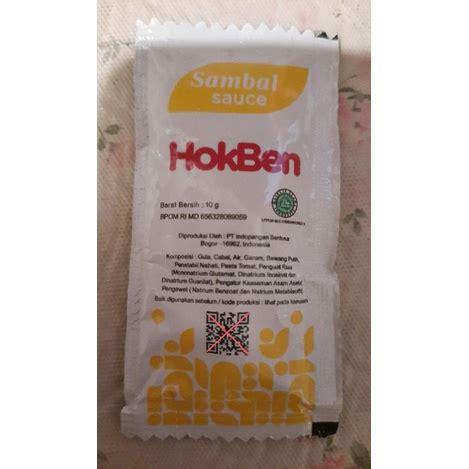 Sambal
sauce
HokBen
Berat Bersih : 10 g
BPOM RI MD 656328089059
Diproduksi Oleh : PT Indopangan Sentosa
Bogor -16962, Indonesia
Komposisi : Gula, Cabai, Air, Garam, Bawang Putih,
Penstabil Nabati, Pasta Tomat, Penguat Rasa
(Mononatrium Glutamat, Dinatrium Inosinat dan
Dinatrium Guanilat), Pengatur Keasaman Asam Asetat,
Pengawet ( Natrium Benzoat dan Natrium Metabisulfit)
Baik digunakan sebelum / kode produksi : lihat pada kemasan